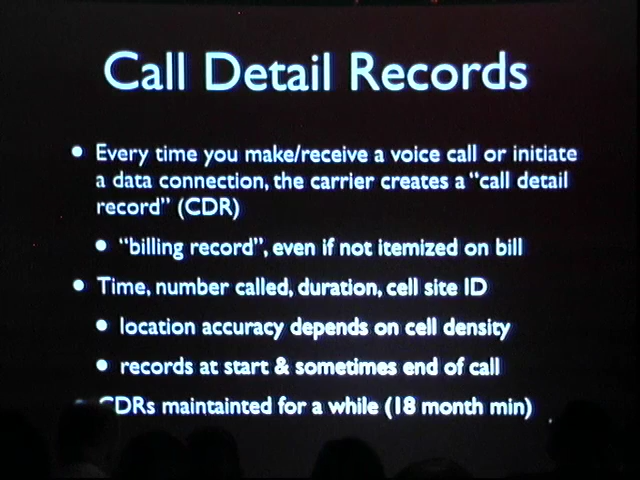 Call Detail Records
• Every time you make/receive a voice call or initiate
a data connection, the carrier creates a “call detail
record” (CDR)
• “billing record”, even if not itemized on bill
• Time, number called, duration, cell site ID
• location accuracy depends on cell density
• records at start & sometimes end of call
• CDRs maintainted for a while (18 month min)